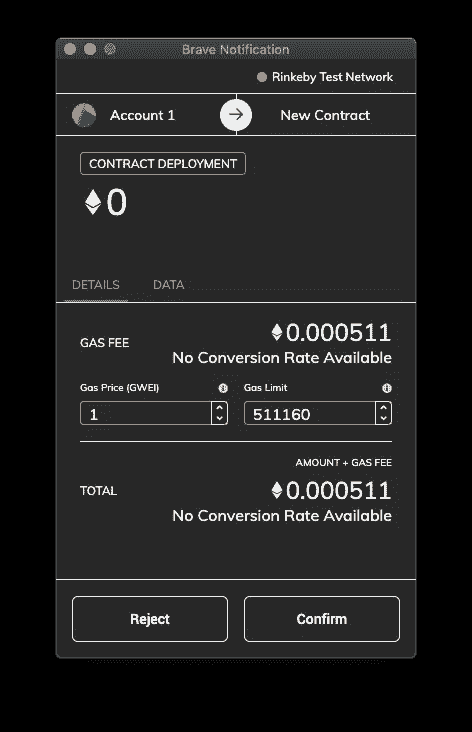 Brave Notification
Rinkeby Test Network
Account 1 New Contract
CONTRACT DEPLOYMENT
0
DETAILS DATA
GAS FEE 0.000511
No Conversion Rate Available
Gas Price (GWEI) Gas Limit
1 511160
AMOUNT + GAS FEE
TOTAL 0.000511
No Conversion Rate Available
Reject Confirm